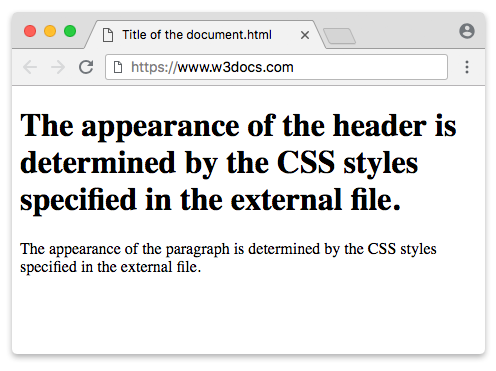 Title of the document.html
https://www.w3docs.com
The appearance of the header is
determined by the CSS styles
specified in the external file.
The appearance of the paragraph is determined by the CSS styles
specified in the external file.